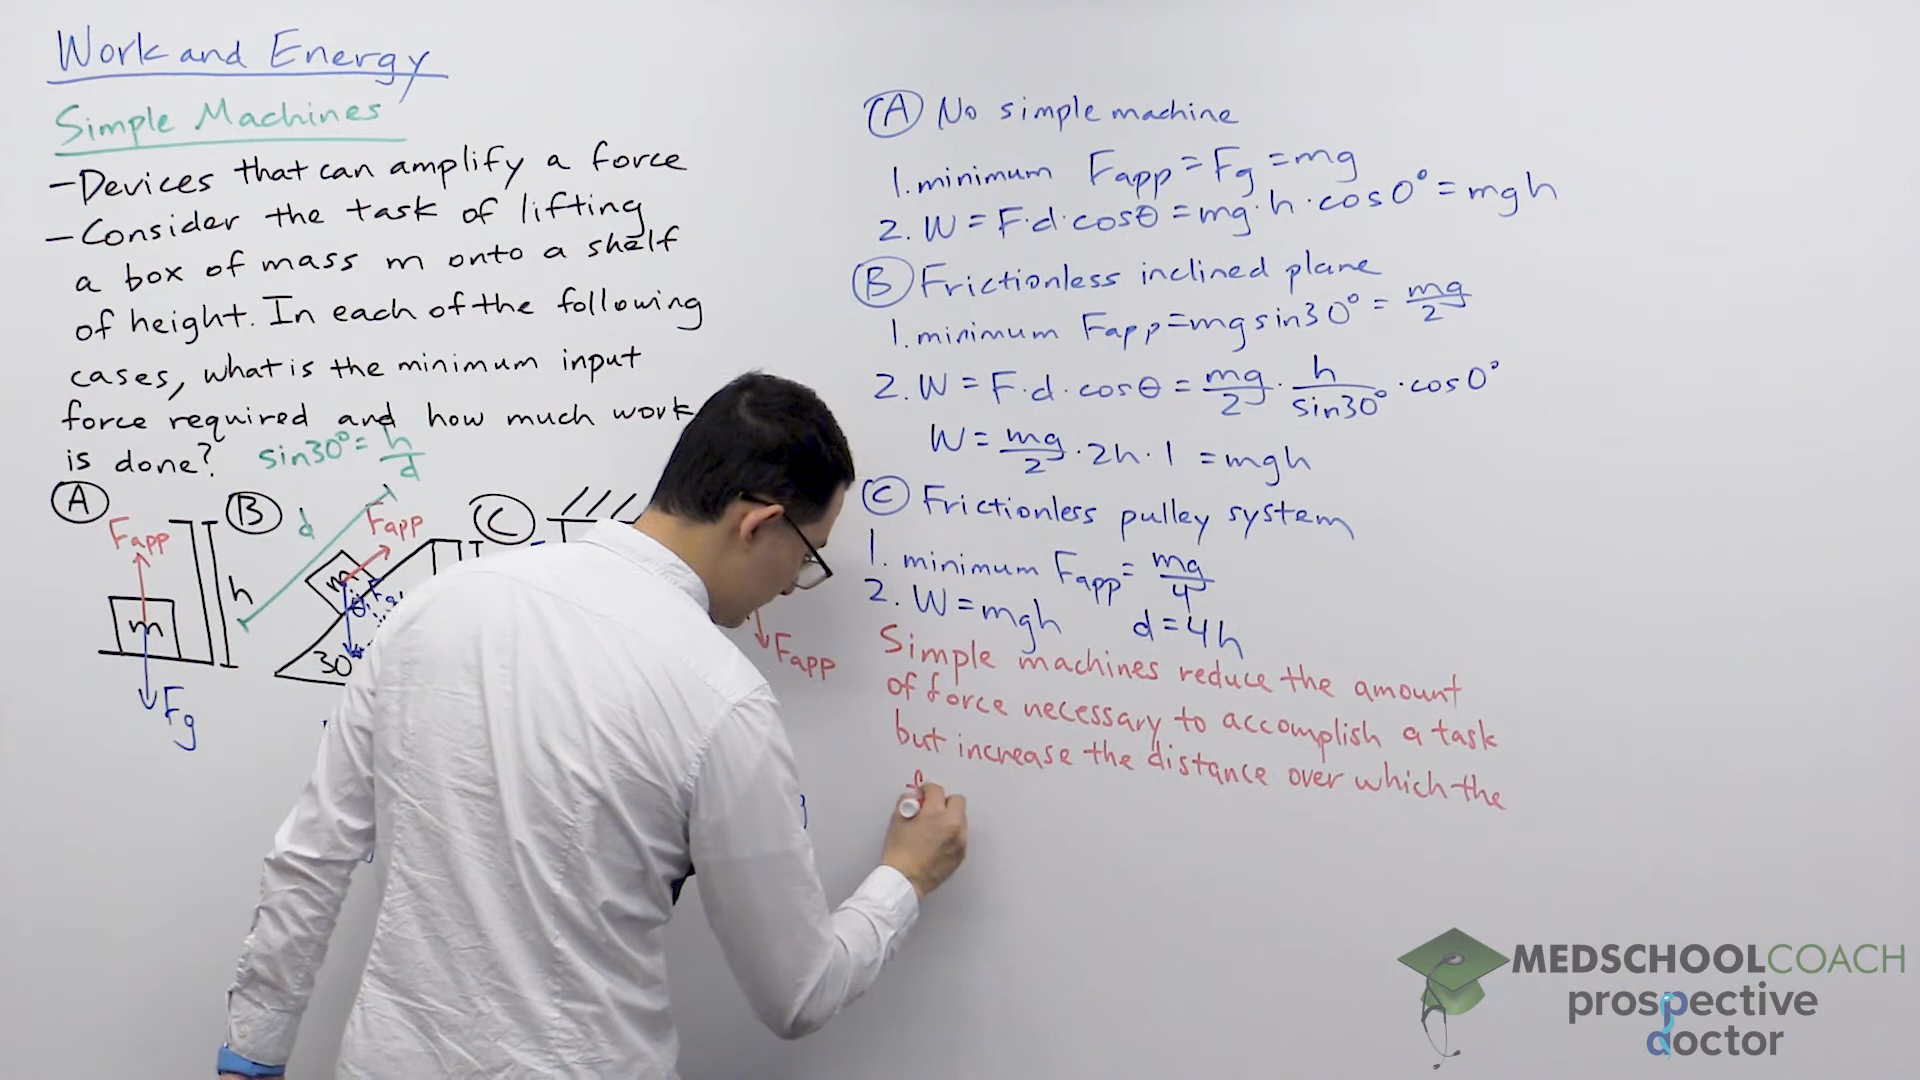 Work and Energy
Simple Machines
- Devices that can amplify a force
- Consider the task of lifting
a box of mass m onto a shelf
of height. In each of the following
cases, what is the minimum input
force required and how much work
is done? sin30° = h/d
A
B
C
d
Fapp
Fapp
m
h
m
θ
30
Fg
Fapp
A No simple machine
1. minimum Fapp = Fg = mg
2. W = F·d·cosθ = mg·h·cos0° = mgh
B Frictionless inclined plane
1. minimum Fapp = mgsin30° = mg/2
2. W = F·d·cosθ = mg/2 · h/sin30° · cos0°
W = mg/2 · 2h · 1 = mgh
C Frictionless pulley system
1. minimum Fapp = mg/4
2. W = mgh d = 4h
Simple machines reduce the amount
of force necessary to accomplish a task
but increase the distance over which the
MEDSCHOOLCOACH
prospective
doctor